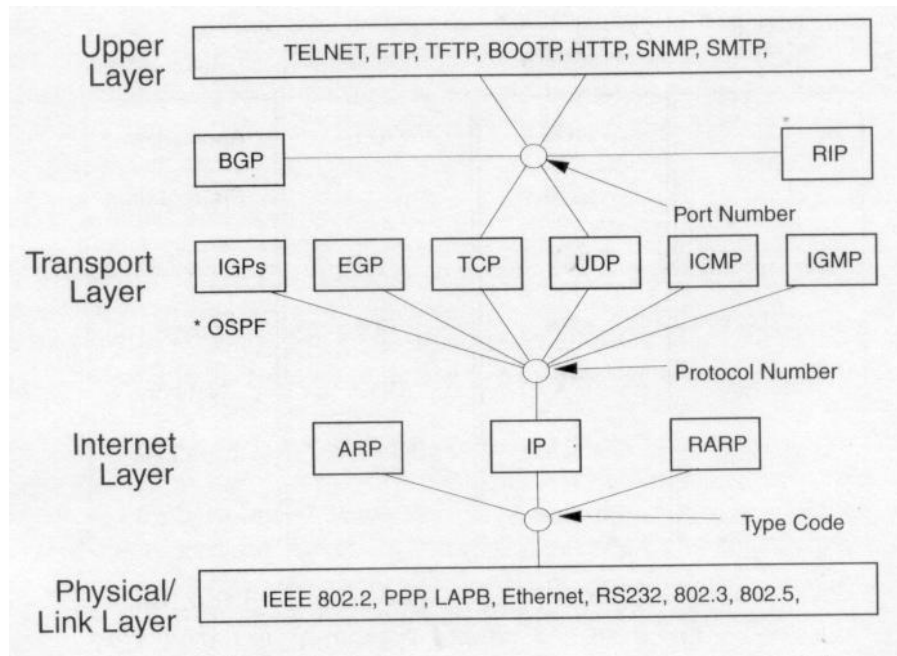 Upper
Layer
TELNET, FTP, TFTP, BOOTP, HTTP, SNMP, SMTP,
BGP
RIP
Port Number
Transport
Layer
IGPs
EGP
TCP
UDP
ICMP
IGMP
* OSPF
Protocol Number
Internet
Layer
ARP
IP
RARP
Type Code
Physical/
Link Layer
IEEE 802.2, PPP, LAPB, Ethernet, RS232, 802.3, 802.5,